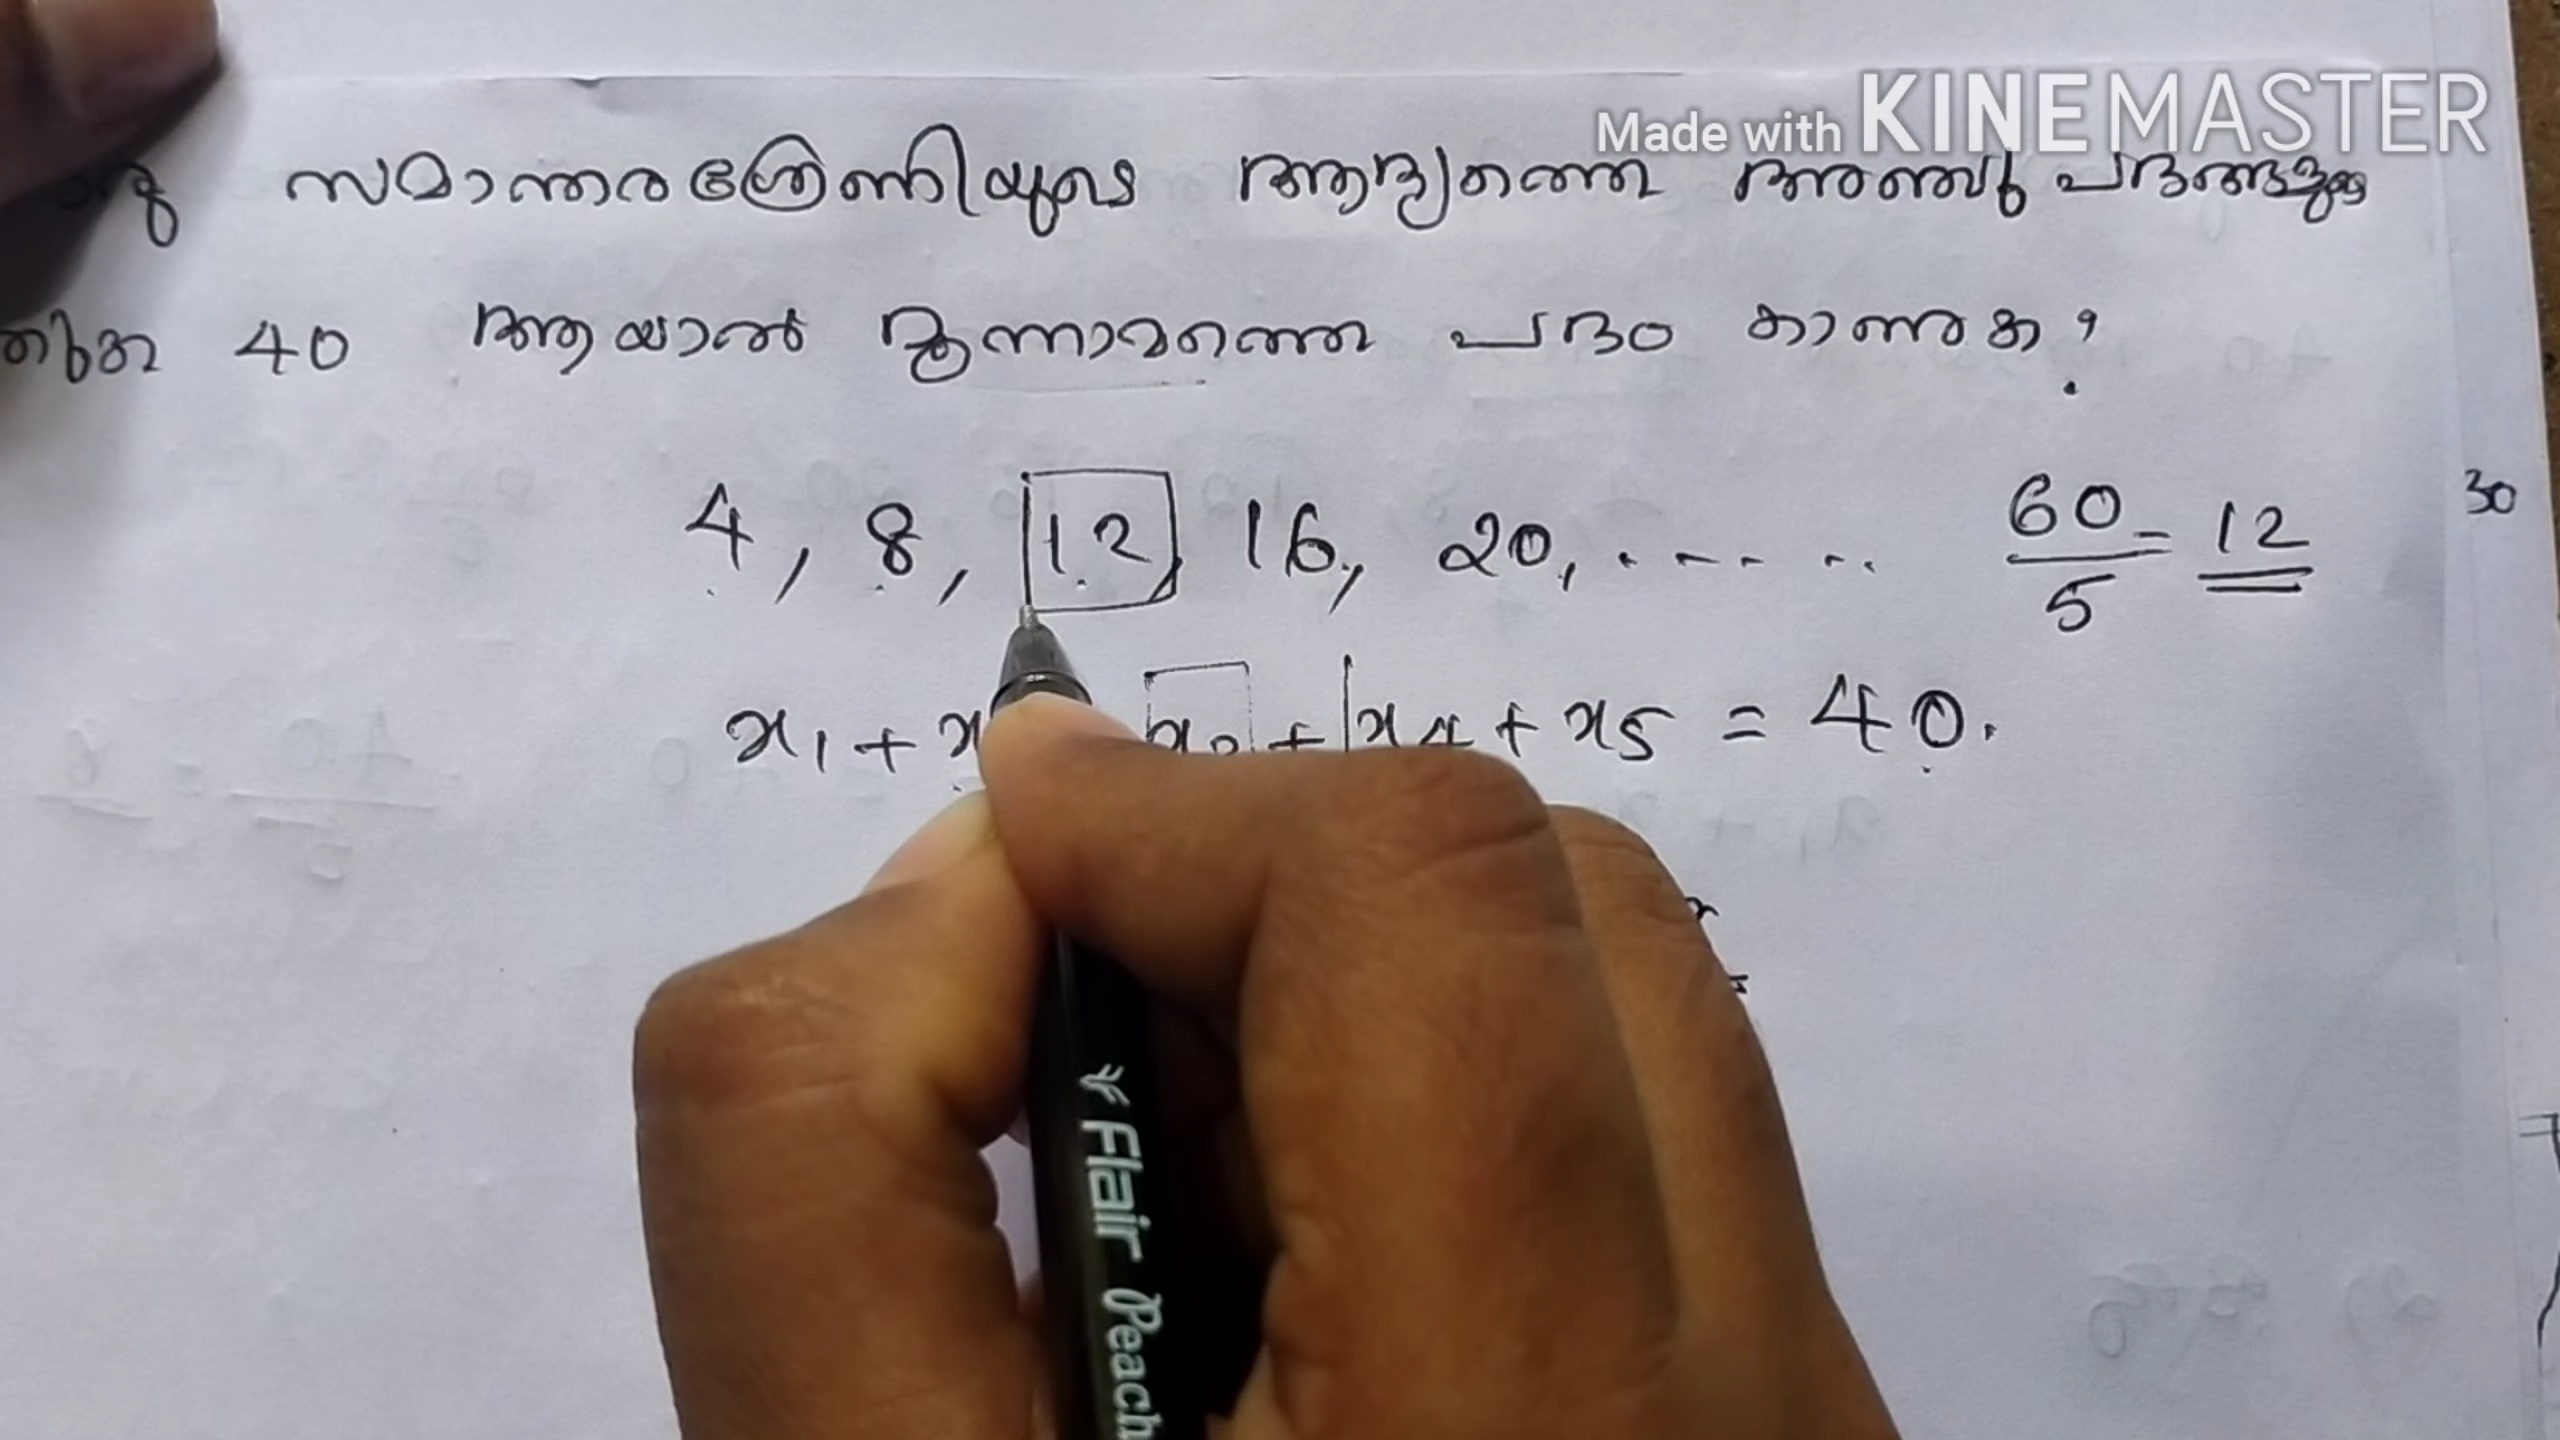 Made with KINEMASTER
സമാന്തരശ്രേണിയുടെ ആദ്യത്തെ അഞ്ചു പദങ്ങളുടെ
തുക 40 ആയാൽ മൂന്നാമത്തെ പദം കാണുക?
4, 8, 12, 16, 20, ..... 60/5 = 12
30
x₁ + x + x₄ + x₅ = 40.
Flair Peach